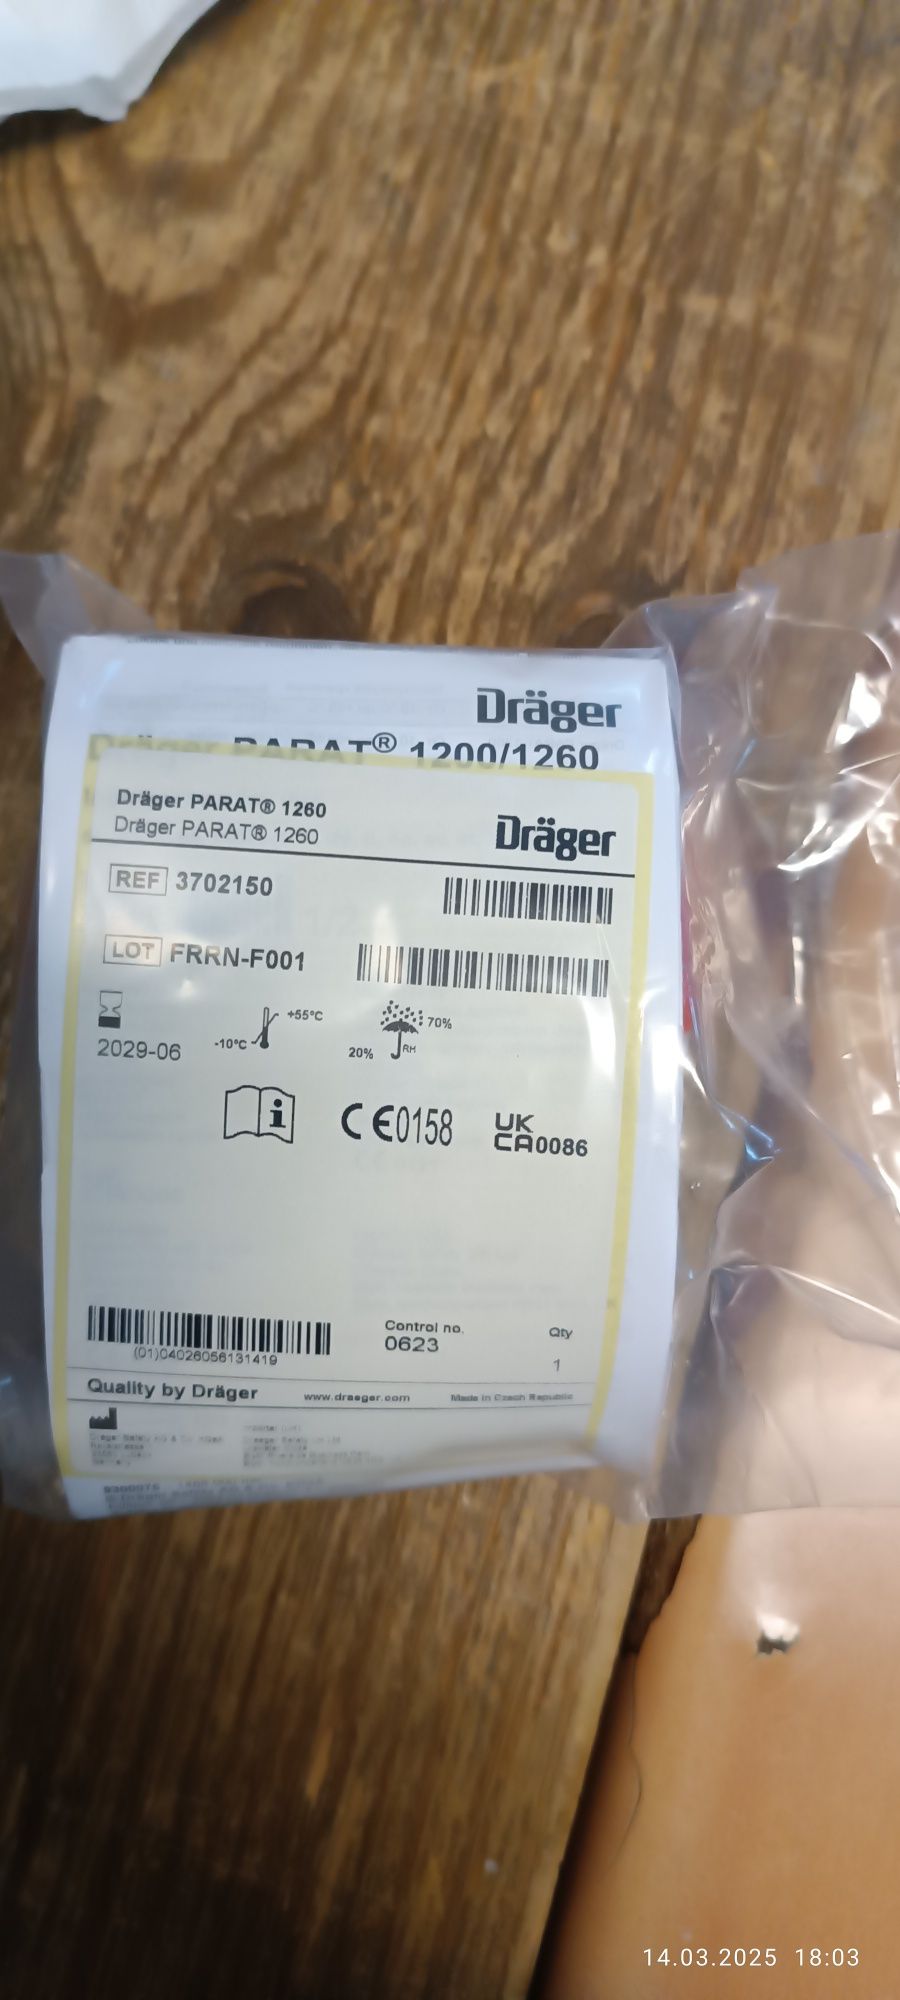 Dräger
Dräger PARAT® 1200/1260
Dräger PARAT® 1260
Dräger PARAT® 1260
Dräger
REF 3702150
LOT FRRN-F001
2029-06
-10°C
+55°C
20%
70%
RH
i
CE0158
UK
CA0086
(01)04026056131419
Control no.
0623
Qty
1
Quality by Dräger
www.draeger.com
Made in Czech Republic
14.03.2025 18:03